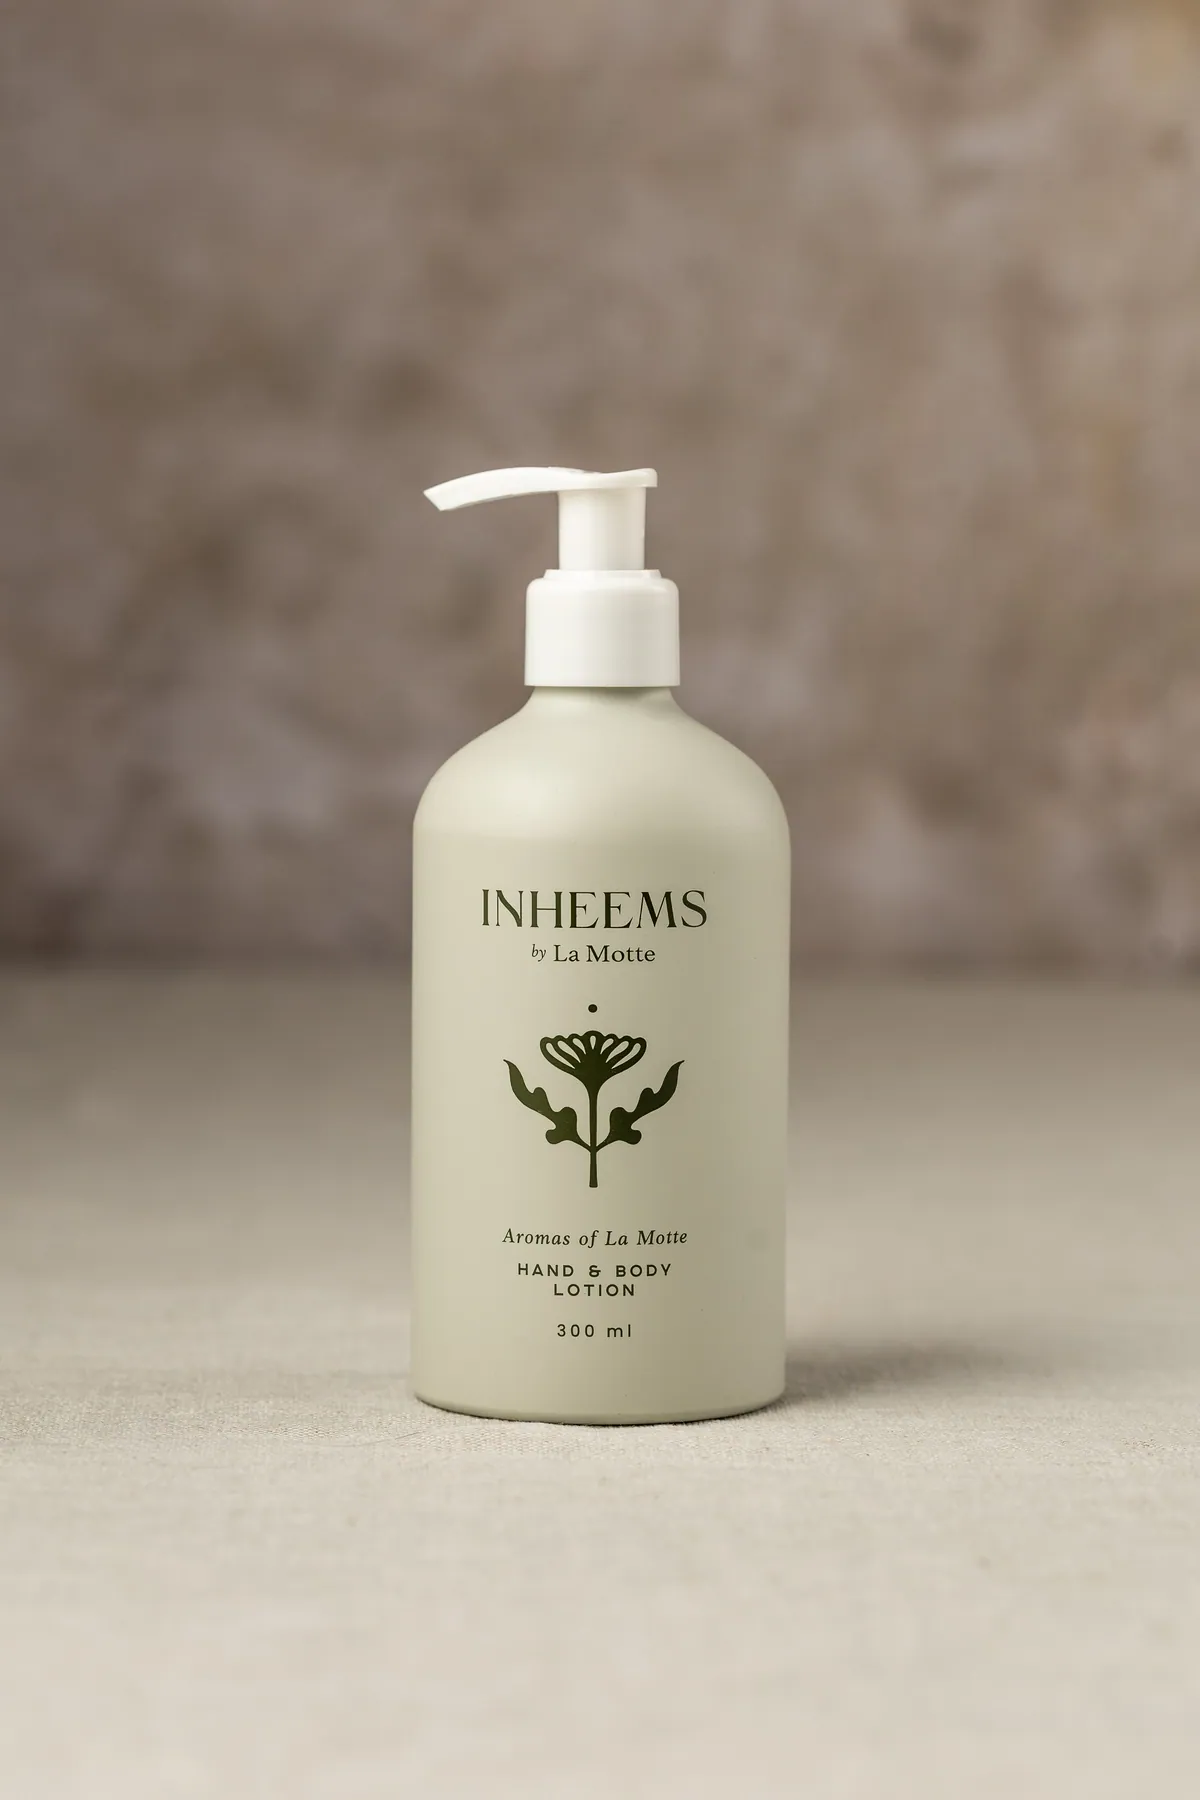 INHEEMS
by La Motte
Aromas of La Motte
HAND & BODY
LOTION
300 ml